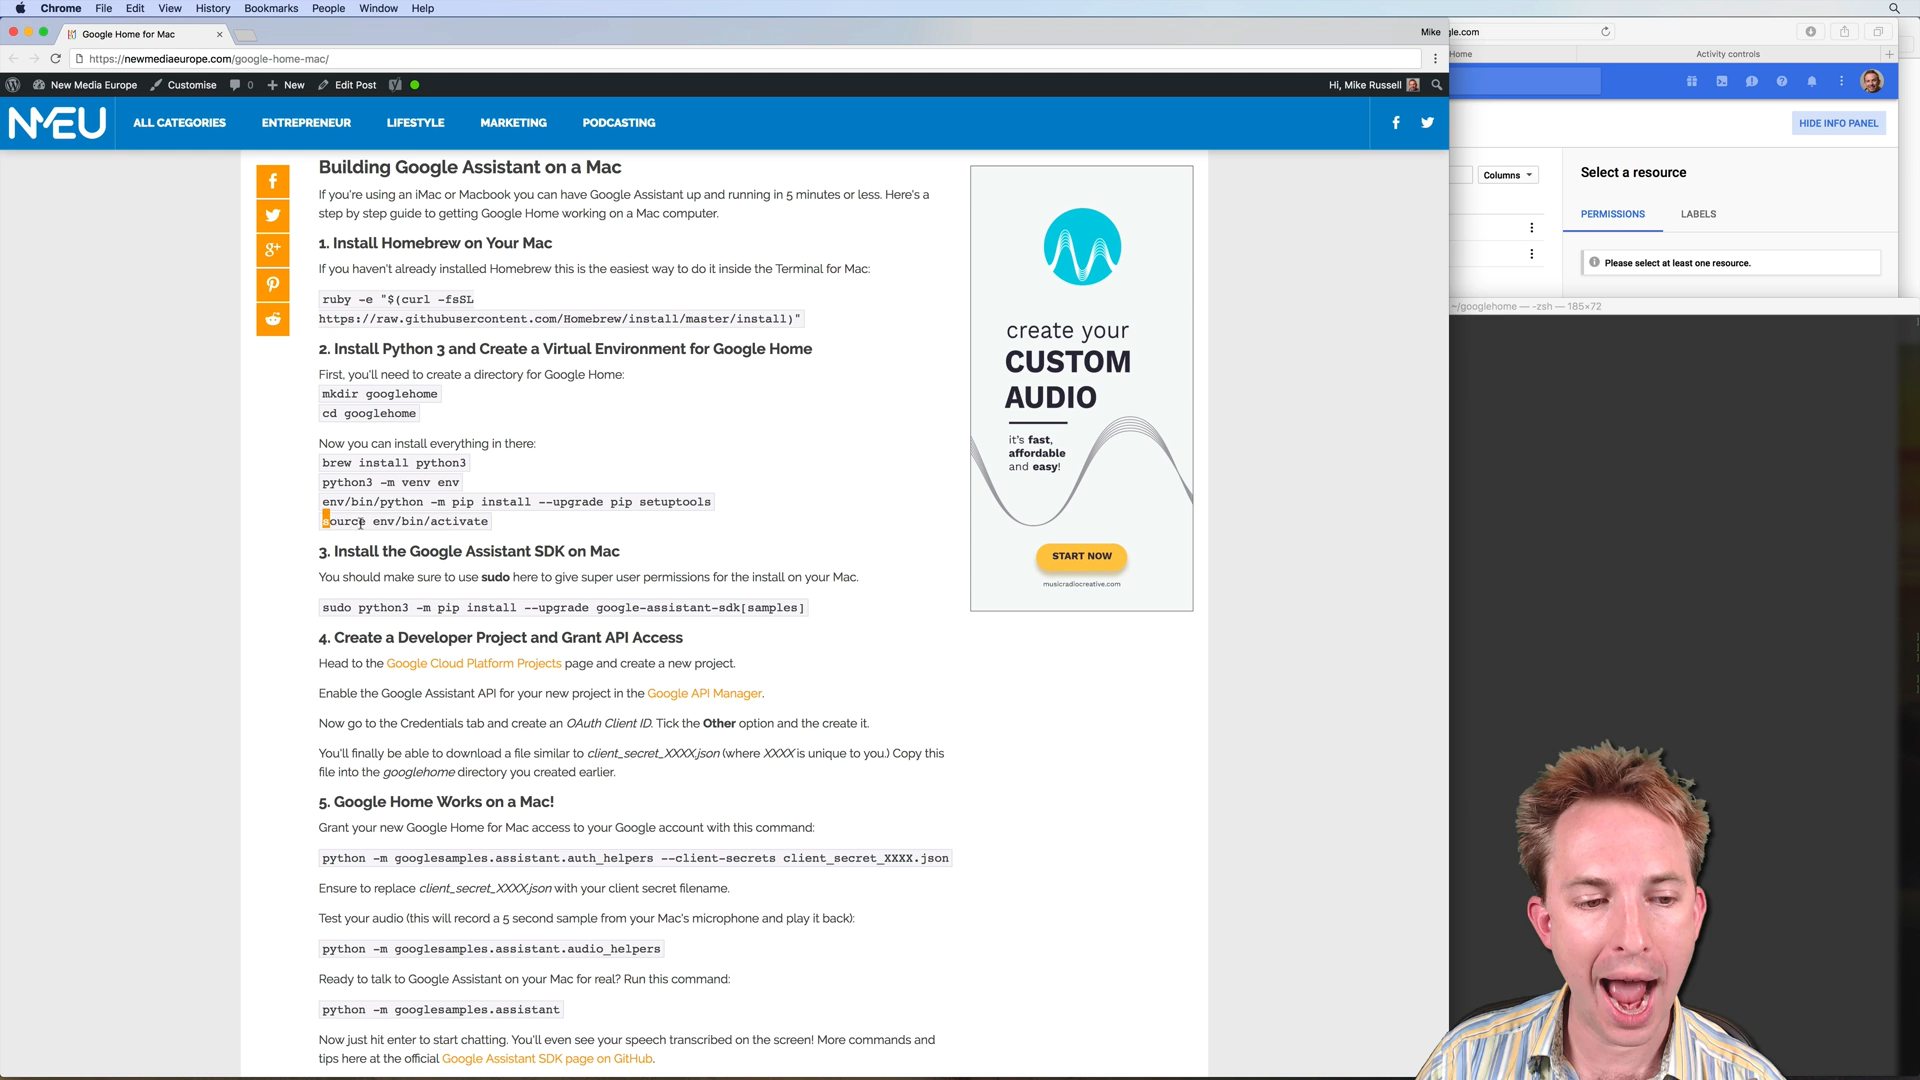 Chrome File Edit View History Bookmarks People Window Help
Google Home for Mac
Mike
gle.com
https://newmediaeurope.com/google-home-mac/
ome
Activity controls
New Media Europe Customise 0 New Edit Post
Hi, Mike Russell
NMEU
ALL CATEGORIES ENTREPRENEUR LIFESTYLE MARKETING PODCASTING
HIDE INFO PANEL
Building Google Assistant on a Mac
If you're using an iMac or Macbook you can have Google Assistant up and running in 5 minutes or less. Here's a
step by step guide to getting Google Home working on a Mac computer.
1. Install Homebrew on Your Mac
If you haven't already installed Homebrew this is the easiest way to do it inside the Terminal for Mac:
ruby -e "$(curl -fsSL
https://raw.githubusercontent.com/Homebrew/install/master/install)"
2. Install Python 3 and Create a Virtual Environment for Google Home
First, you'll need to create a directory for Google Home:
mkdir googlehome
cd googlehome
Now you can install everything in there:
brew install python3
python3 -m venv env
env/bin/python -m pip install --upgrade pip setuptools
source env/bin/activate
3. Install the Google Assistant SDK on Mac
You should make sure to use sudo here to give super user permissions for the install on your Mac.
sudo python3 -m pip install --upgrade google-assistant-sdk[samples]
4. Create a Developer Project and Grant API Access
Head to the Google Cloud Platform Projects page and create a new project.
Enable the Google Assistant API for your new project in the Google API Manager.
Now go to the Credentials tab and create an OAuth Client ID. Tick the Other option and the create it.
You'll finally be able to download a file similar to client_secret_XXXX.json (where XXXX is unique to you.) Copy this
file into the googlehome directory you created earlier.
5. Google Home Works on a Mac!
Grant your new Google Home for Mac access to your Google account with this command:
python -m googlesamples.assistant.auth_helpers --client-secrets client_secret_XXXX.json
Ensure to replace client_secret_XXXX.json with your client secret filename.
Test your audio (this will record a 5 second sample from your Mac's microphone and play it back):
python -m googlesamples.assistant.audio_helpers
Ready to talk to Google Assistant on your Mac for real? Run this command:
python -m googlesamples.assistant
Now just hit enter to start chatting. You'll even see your speech transcribed on the screen! More commands and
tips here at the official Google Assistant SDK page on GitHub.
create your
CUSTOM
AUDIO
it's fast,
affordable
and easy!
START NOW
musicradiocreative.com
Columns
Select a resource
PERMISSIONS LABELS
Please select at least one resource.
~/googlehome — -zsh — 185×72